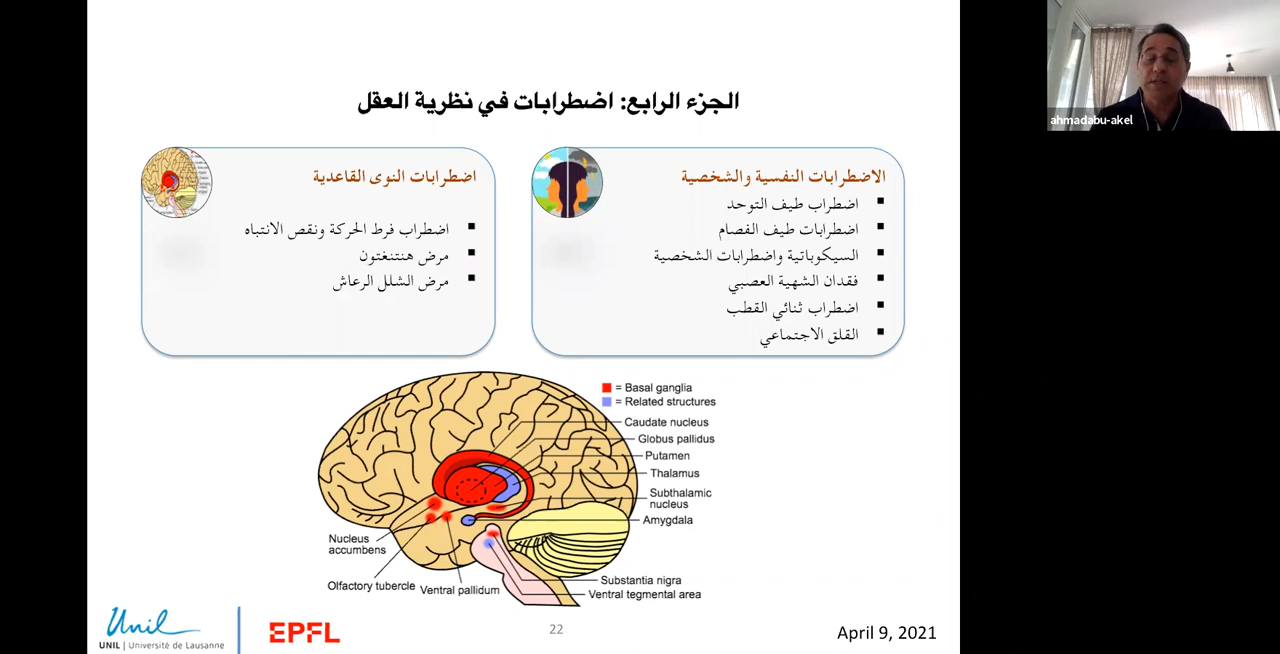 الجزء الرابع: اضطرابات في نظرية العقل
الاضطرابات النفسية والشخصية
▪ اضطراب طيف التوحد
▪ اضطرابات طيف الفصام
▪ السيكوباتية واضطرابات الشخصية
▪ فقدان الشهية العصبي
▪ اضطراب ثنائي القطب
▪ القلق الاجتماعي
اضطرابات النوى القاعدية
▪ اضطراب فرط الحركة ونقص الانتباه
▪ مرض هنتنغتون
▪ مرض الشلل الرعاش
= Basal ganglia
= Related structures
Caudate nucleus
Globus pallidus
Putamen
Thalamus
Subthalamic
nucleus
Amygdala
Nucleus
accumbens
Olfactory tubercle
Ventral pallidum
Substantia nigra
Ventral tegmental area
Unil
UNIL | Université de Lausanne
EPFL
22
April 9, 2021
ahmadabu-akel